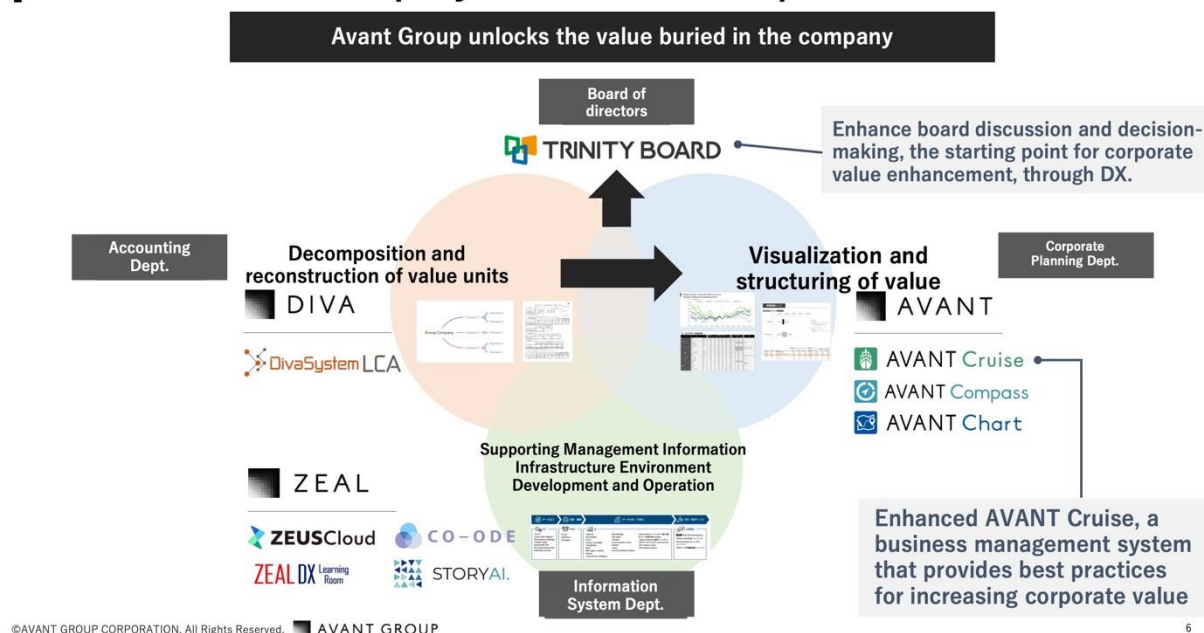 Avant Group unlocks the value buried in the company
Board of
directors
TRINITY BOARD
Enhance board discussion and decision-
making, the starting point for corporate
value enhancement, through DX.
Accounting
Dept.
Decomposition and
reconstruction of value units
Visualization and
structuring of value
Corporate
Planning Dept.
DIVA
DivaSystem LCA
Group Company
AVANT
AVANT Cruise
AVANT Compass
AVANT Chart
Supporting Management Information
Infrastructure Environment
Development and Operation
ZEAL
ZEUSCloud
CO-ODE
ZEAL DX Learning
Room
STORYAI.
Information
System Dept.
Enhanced AVANT Cruise, a
business management system
that provides best practices
for increasing corporate value
©AVANT GROUP CORPORATION. All Rights Reserved. AVANT GROUP
6